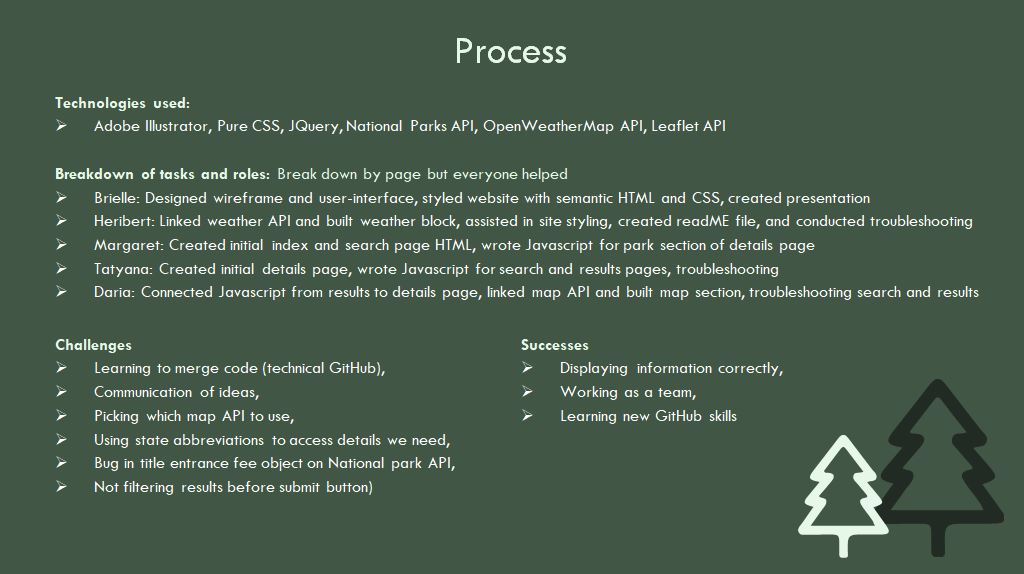 Process
Technologies used:
➢ Adobe Illustrator, Pure CSS, JQuery, National Parks API, OpenWeatherMap API, Leaflet API
Breakdown of tasks and roles: Break down by page but everyone helped
➢ Brielle: Designed wireframe and user-interface, styled website with semantic HTML and CSS, created presentation
➢ Heribert: Linked weather API and built weather block, assisted in site styling, created readME file, and conducted troubleshooting
➢ Margaret: Created initial index and search page HTML, wrote Javascript for park section of details page
➢ Tatyana: Created initial details page, wrote Javascript for search and results pages, troubleshooting
➢ Daria: Connected Javascript from results to details page, linked map API and built map section, troubleshooting search and results
Challenges
➢ Learning to merge code (technical GitHub),
➢ Communication of ideas,
➢ Picking which map API to use,
➢ Using state abbreviations to access details we need,
➢ Bug in title entrance fee object on National park API,
➢ Not filtering results before submit button)
Successes
➢ Displaying information correctly,
➢ Working as a team,
➢ Learning new GitHub skills